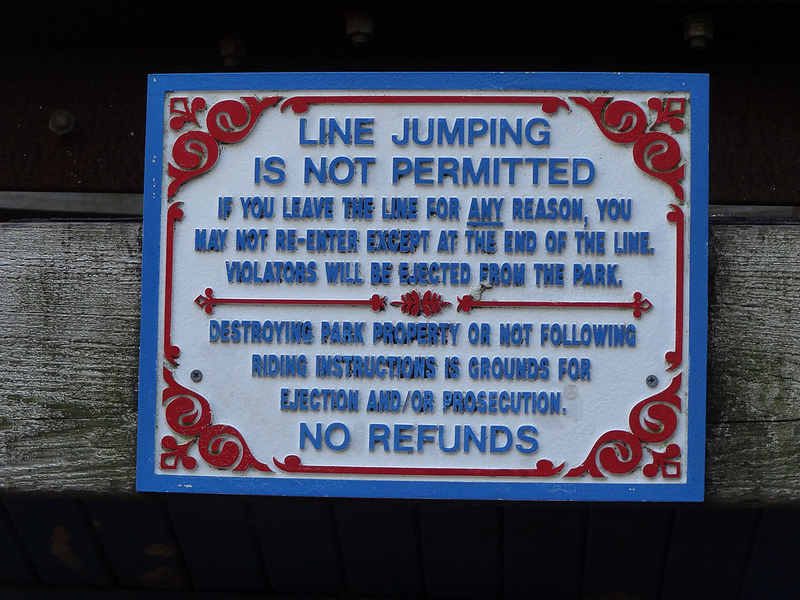 LINE JUMPING
IS NOT PERMITTED
IF YOU LEAVE THE LINE FOR ANY REASON, YOU
MAY NOT RE-ENTER EXCEPT AT THE END OF THE LINE.
VIOLATORS WILL BE EJECTED FROM THE PARK.
DESTROYING PARK PROPERTY OR NOT FOLLOWING
RIDING INSTRUCTIONS IS GROUNDS FOR
EJECTION AND/OR PROSECUTION.
NO REFUNDS